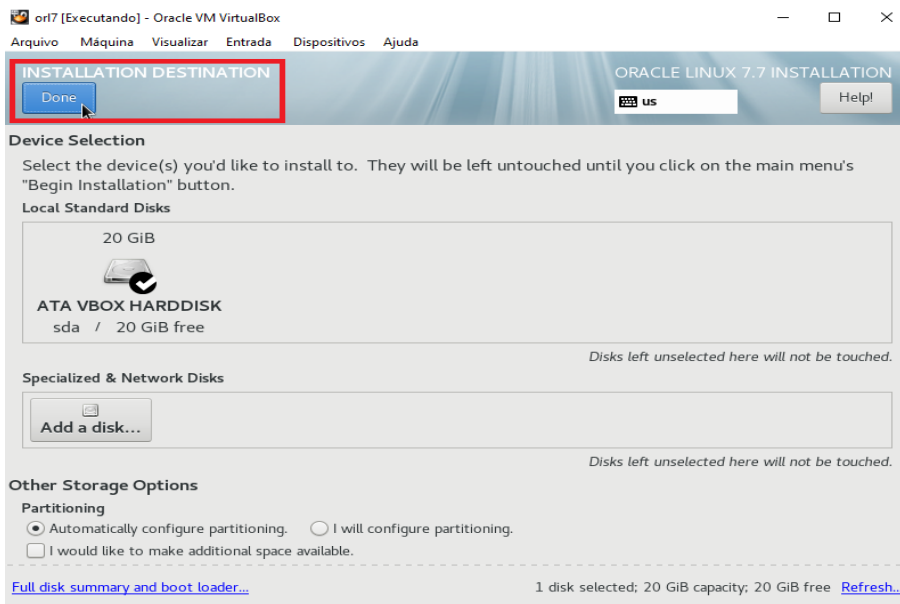 orl7 [Executando] - Oracle VM VirtualBox
Arquivo Máquina Visualizar Entrada Dispositivos Ajuda
INSTALLATION DESTINATION
ORACLE LINUX 7.7 INSTALLATION
Done
us
Help!
Device Selection
Select the device(s) you'd like to install to. They will be left untouched until you click on the main menu's
"Begin Installation" button.
Local Standard Disks
20 GiB
ATA VBOX HARDDISK
sda / 20 GiB free
Disks left unselected here will not be touched.
Specialized & Network Disks
Add a disk...
Disks left unselected here will not be touched.
Other Storage Options
Partitioning
Automatically configure partitioning. I will configure partitioning.
I would like to make additional space available.
Full disk summary and boot loader... 1 disk selected; 20 GiB capacity; 20 GiB free Refresh..